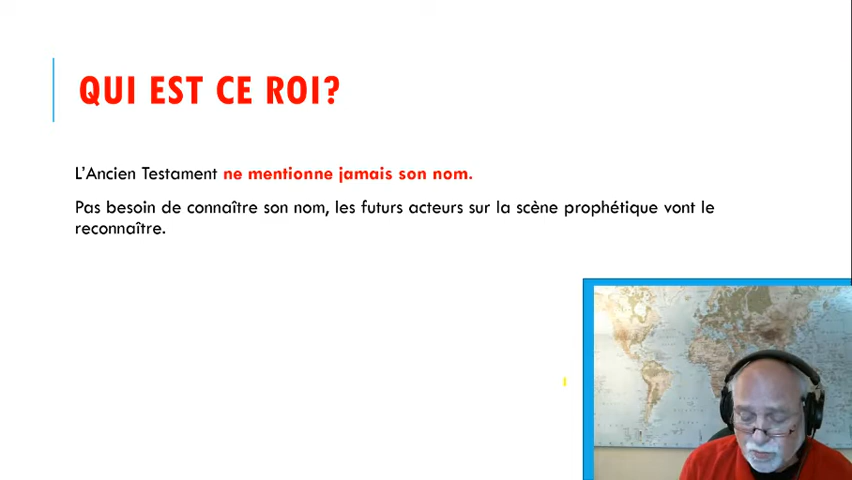 QUI EST CE ROI?
L'Ancien Testament ne mentionne jamais son nom.
Pas besoin de connaître son nom, les futurs acteurs sur la scène prophétique vont le
reconnaître.